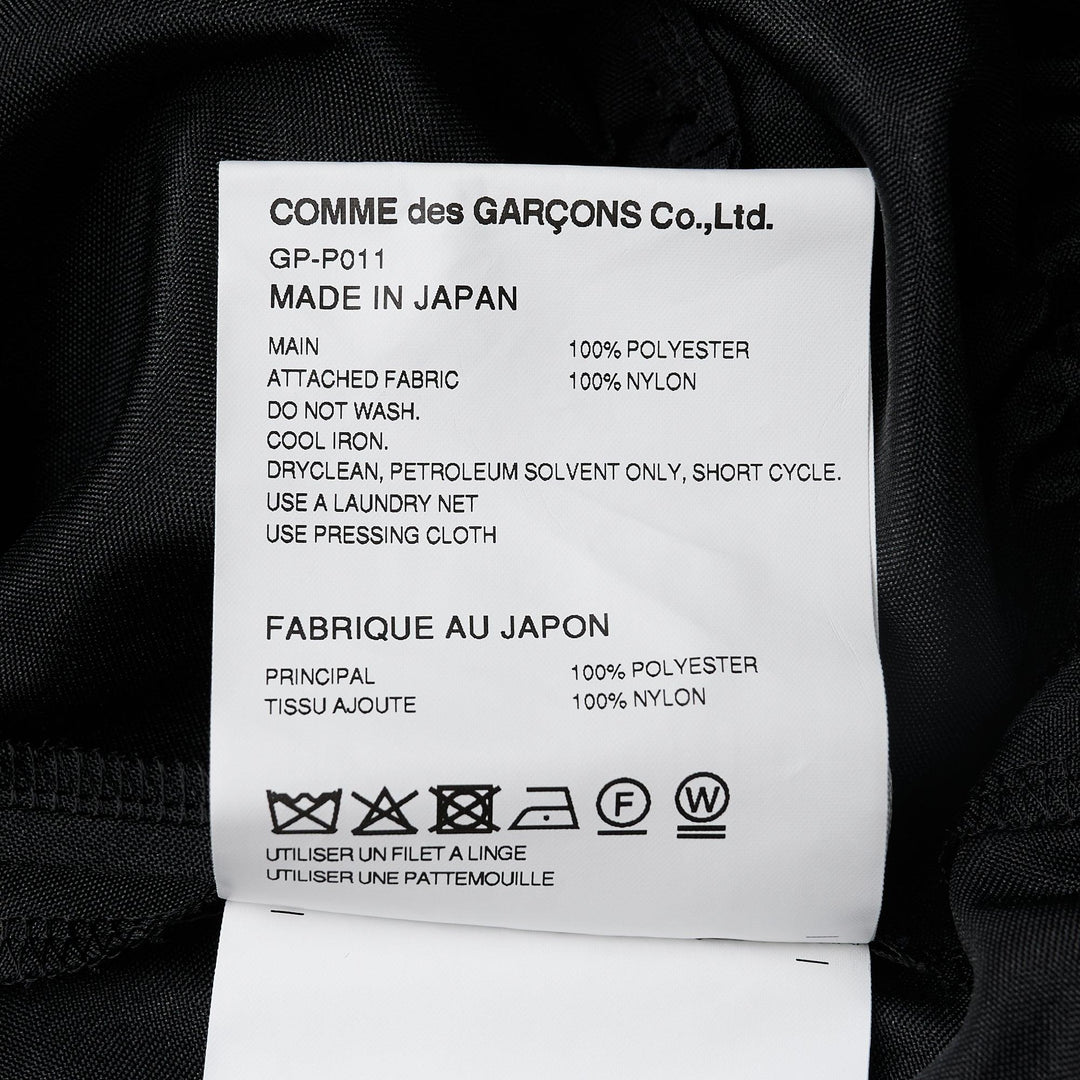 COMME des GARÇONS Co.,Ltd.
GP-P011
MADE IN JAPAN
MAIN 100% POLYESTER
ATTACHED FABRIC 100% NYLON
DO NOT WASH.
COOL IRON.
DRYCLEAN, PETROLEUM SOLVENT ONLY, SHORT CYCLE.
USE A LAUNDRY NET
USE PRESSING CLOTH
FABRIQUE AU JAPON
PRINCIPAL 100% POLYESTER
TISSU AJOUTE 100% NYLON
F W
UTILISER UN FILET A LINGE
UTILISER UNE PATTEMOUILLE